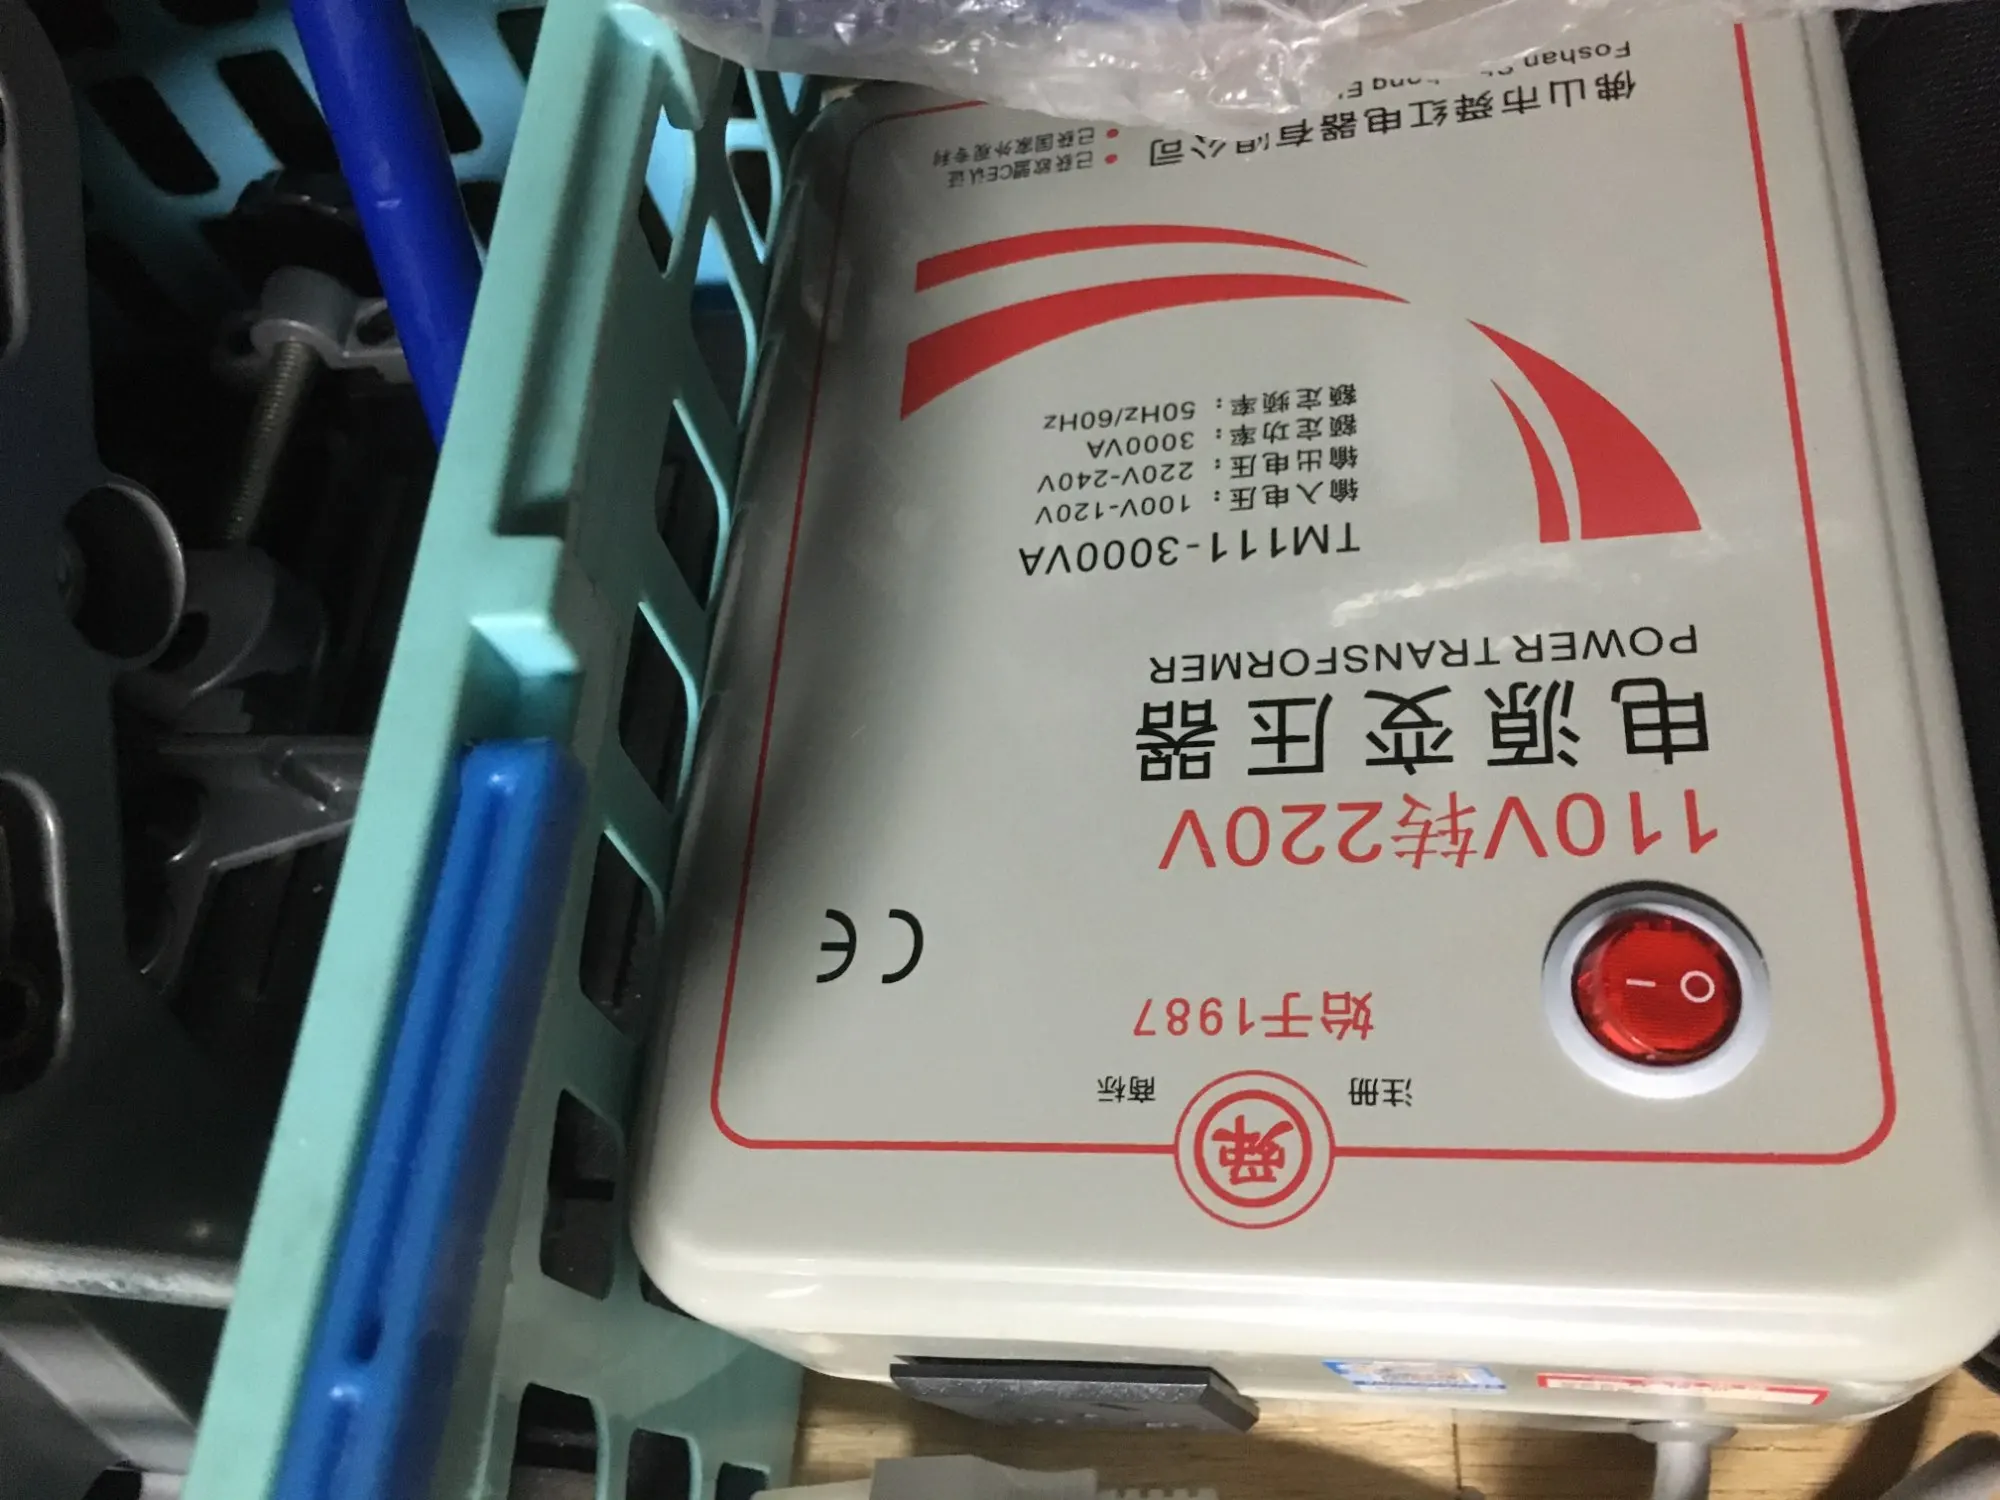 注册 舜 商标
始于1987
CE
110V转220V
电源变压器
POWER TRANSFORMER
TM111-3000VA
输入电压：100V-120V
输出电压：220V-240V
额定功率：3000VA
额定频率：50Hz/60Hz
佛山市舜红电器有限公司
Foshan
已获欧盟CE认证
已获国家外观专利